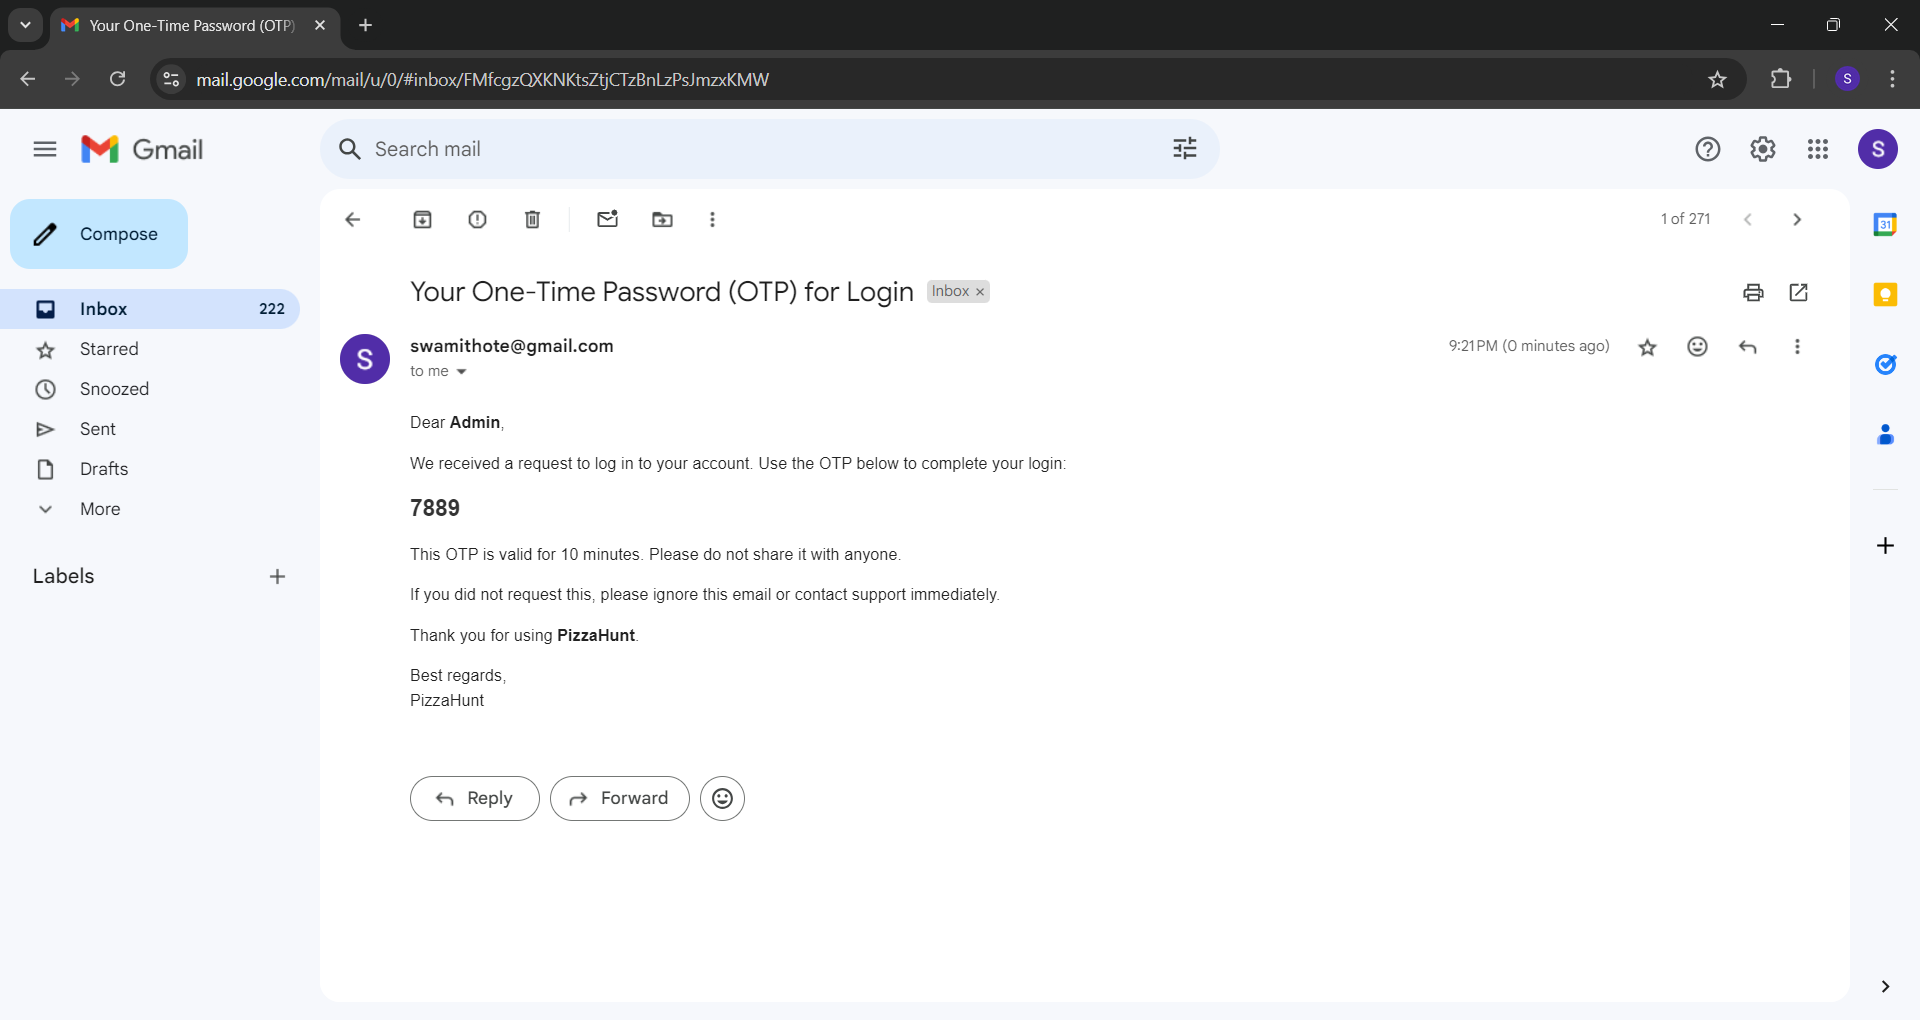 Your One-Time Password (OTP)
mail.google.com/mail/u/0/#inbox/FMfcgzQXKNKtsZtjCTzBnLzPsJmzxKMW
S
Gmail
Search mail
S
Compose
1 of 271
31
Your One-Time Password (OTP) for Login
Inbox ×
Inbox 222
Starred
Snoozed
Sent
Drafts
More
Labels
S
swamithote@gmail.com
9:21 PM (0 minutes ago)
to me
Dear Admin,
We received a request to log in to your account. Use the OTP below to complete your login:
7889
This OTP is valid for 10 minutes. Please do not share it with anyone.
If you did not request this, please ignore this email or contact support immediately.
Thank you for using PizzaHunt.
Best regards,
PizzaHunt
Reply
Forward